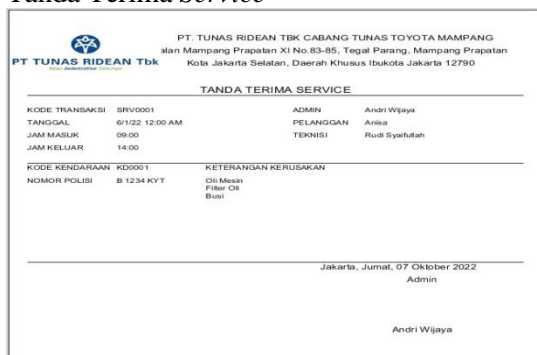 Tanda Terima Service
PT. TUNAS RIDEAN TBK CABANG TUNAS TOYOTA MAMPANG
alan Mampang Prapatan XI No.83-85, Tegal Parang, Mampang Prapatan
PT TUNAS RIDEAN Tbk
Kota Jakarta Selatan, Daerah Khusus Ibukota Jakarta 12790
TANDA TERIMA SERVICE
KODE TRANSAKSI SRV0001 ADMIN Andri Wijaya
TANGGAL 6/1/22 12:00 AM PELANGGAN Anisa
JAM MASUK 09:00 TEKNISI Rudi Syaifullah
JAM KELUAR 14:00
KODE KENDARAAN KD0001 KETERANGAN KERUSAKAN
NOMOR POLISI B 1234 KYT Oli Mesin
Filter Oli
Busi
Jakarta, Jumat, 07 Oktober 2022
Admin
Andri Wijaya